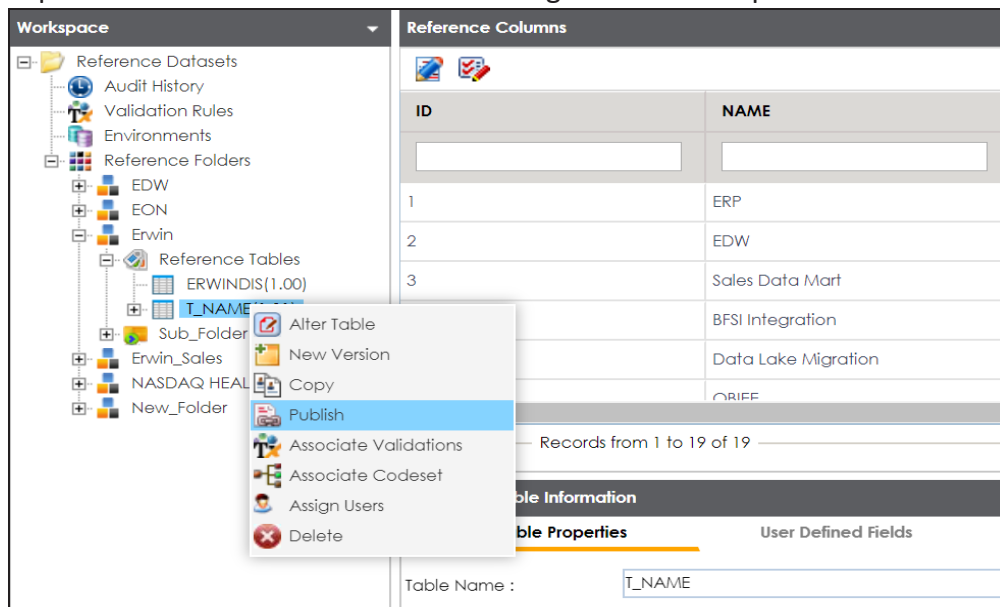 Workspace
Reference Datasets
Audit History
Validation Rules
Environments
Reference Folders
EDW
EON
Erwin
Reference Tables
ERWINDIS(1.00)
T_NAME
Sub_Folder
Erwin_Sales
NASDAQ HEAL
New_Folder
Alter Table
New Version
Copy
Publish
Associate Validations
Associate Codeset
Assign Users
Delete
Reference Columns
ID NAME
1 ERP
2 EDW
3 Sales Data Mart
BFSI Integration
Data Lake Migration
OBIEE
Records from 1 to 19 of 19
ble Information
ble Properties User Defined Fields
Table Name : T_NAME